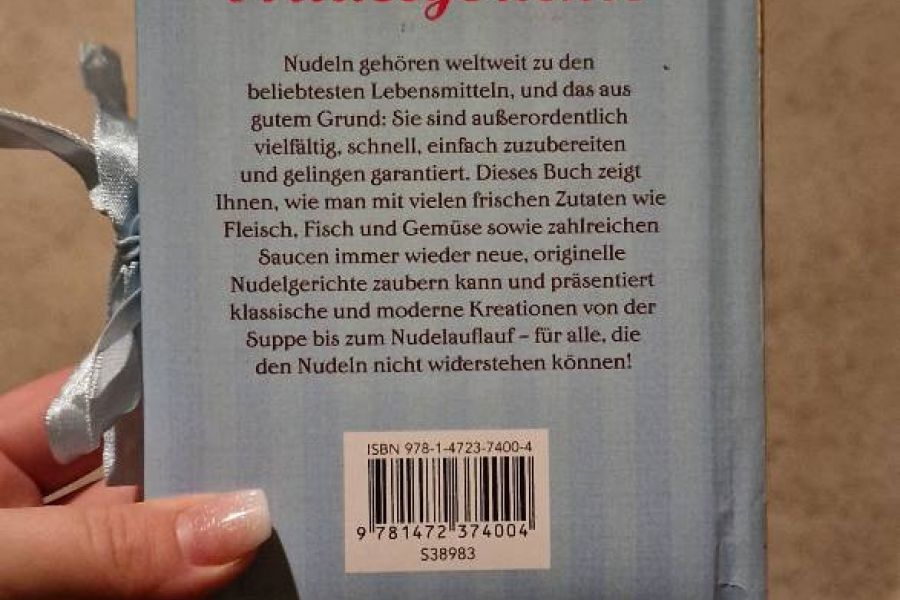 Nudeln gehören weltweit zu den
beliebtesten Lebensmitteln, und das aus
gutem Grund: Sie sind außerordentlich
vielfältig, schnell, einfach zuzubereiten
und gelingen garantiert. Dieses Buch zeigt
Ihnen, wie man mit vielen frischen Zutaten wie
Fleisch, Fisch und Gemüse sowie zahlreichen
Saucen immer wieder neue, originelle
Nudelgerichte zaubern kann und präsentiert
klassische und moderne Kreationen von der
Suppe bis zum Nudelauflauf – für alle, die
den Nudeln nicht widerstehen können!
ISBN 978-1-4723-7400-4
9 781472 374004
S38983